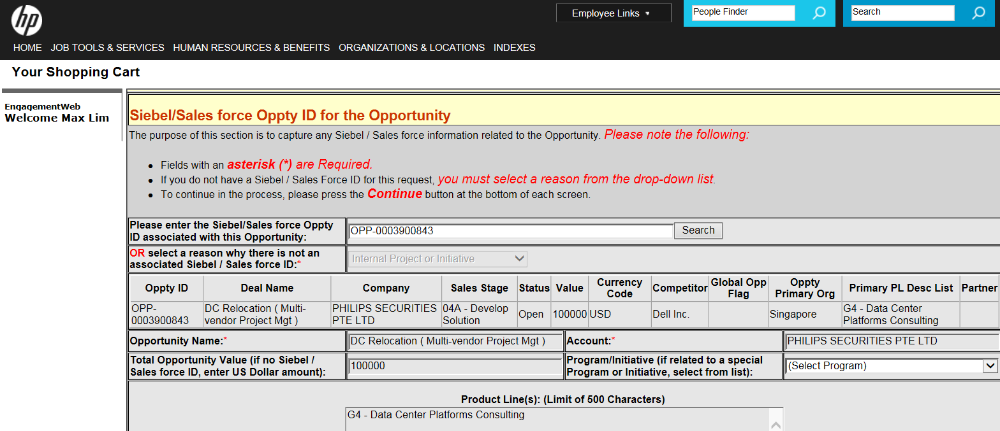 hp
Employee Links ▾
People Finder
Search
HOME JOB TOOLS & SERVICES HUMAN RESOURCES & BENEFITS ORGANIZATIONS & LOCATIONS INDEXES
Your Shopping Cart
EngagementWeb
Welcome Max Lim
Siebel/Sales force Oppty ID for the Opportunity
The purpose of this section is to capture any Siebel / Sales force information related to the Opportunity. Please note the following:
• Fields with an asterisk (*) are Required.
• If you do not have a Siebel / Sales Force ID for this request, you must select a reason from the drop-down list.
• To continue in the process, please press the Continue button at the bottom of each screen.
Please enter the Siebel/Sales force Oppty
ID associated with this Opportunity:
OPP-0003900843
Search
OR select a reason why there is not an
associated Siebel / Sales force ID:*
Internal Project or Initiative
Oppty ID
Deal Name
Company
Sales Stage
Status
Value
Currency
Code
Competitor
Global Opp
Flag
Oppty
Primary Org
Primary PL Desc List
Partner
OPP-
0003900843
DC Relocation ( Multi-
vendor Project Mgt )
PHILIPS SECURITIES
PTE LTD
04A - Develop
Solution
Open
100000
USD
Dell Inc.
Singapore
G4 - Data Center
Platforms Consulting
Opportunity Name:*
DC Relocation ( Multi-vendor Project Mgt )
Account:*
PHILIPS SECURITIES PTE LTD
Total Opportunity Value (if no Siebel /
Sales force ID, enter US Dollar amount):
100000
Program/Initiative (if related to a special
Program or Initiative, select from list):
(Select Program)
Product Line(s): (Limit of 500 Characters)
G4 - Data Center Platforms Consulting